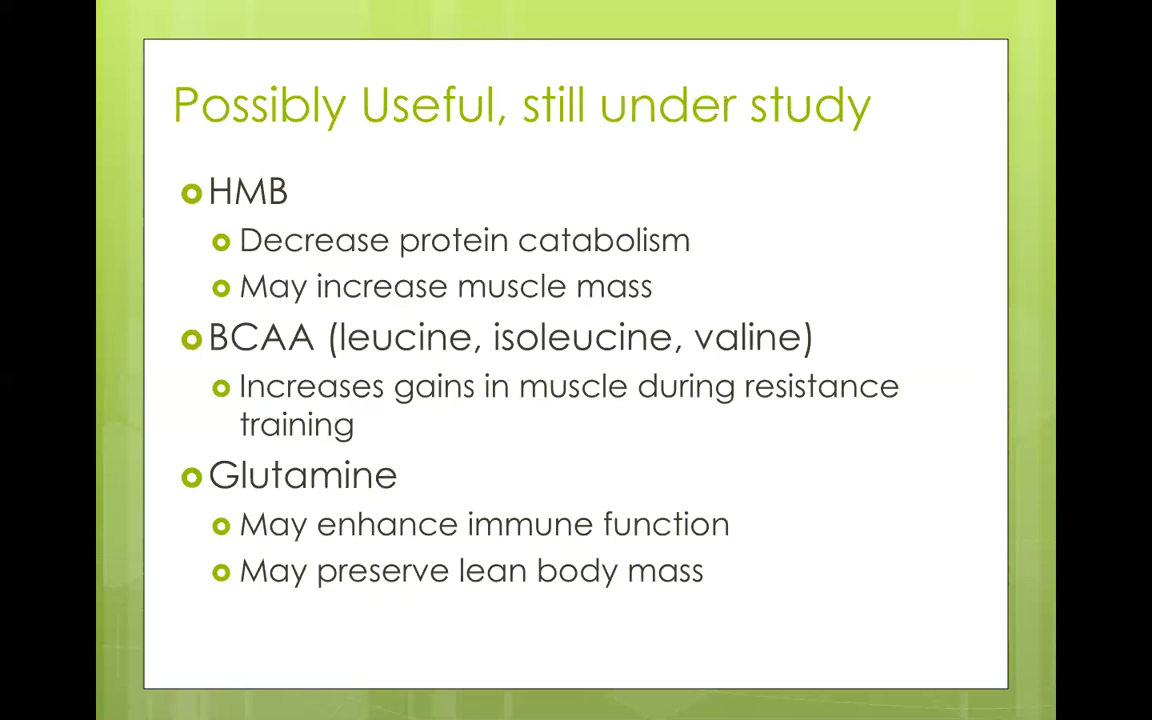 Possibly Useful, still under study
HMB
Decrease protein catabolism
May increase muscle mass
BCAA (leucine, isoleucine, valine)
Increases gains in muscle during resistance
training
Glutamine
May enhance immune function
May preserve lean body mass